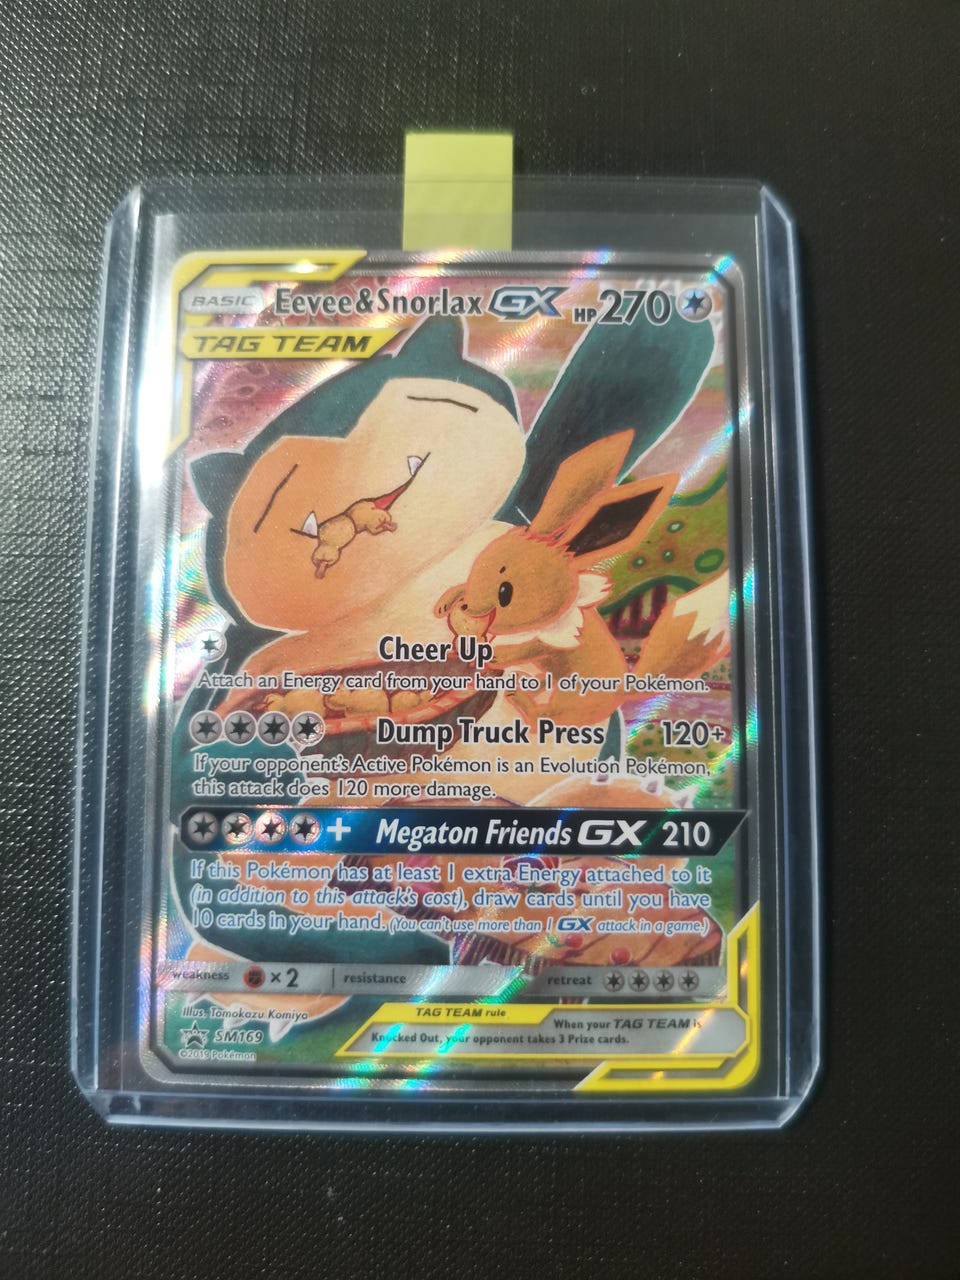 BASIC Eevee&Snorlax GX HP 270
TAG TEAM
Cheer Up
Attach an Energy card from your hand to 1 of your Pokémon.
Dump Truck Press 120+
If your opponent's Active Pokémon is an Evolution Pokémon,
this attack does 120 more damage.
+ Megaton Friends GX 210
If this Pokémon has at least 1 extra Energy attached to it
(in addition to this attack's cost), draw cards until you have
10 cards in your hand. (You can't use more than 1 GX attack in a game.)
weakness ×2 resistance retreat
Illus. Tomokazu Komiya
SM169
©2019 Pokémon
TAG TEAM rule
When your TAG TEAM is
Knocked Out, your opponent takes 3 Prize cards.